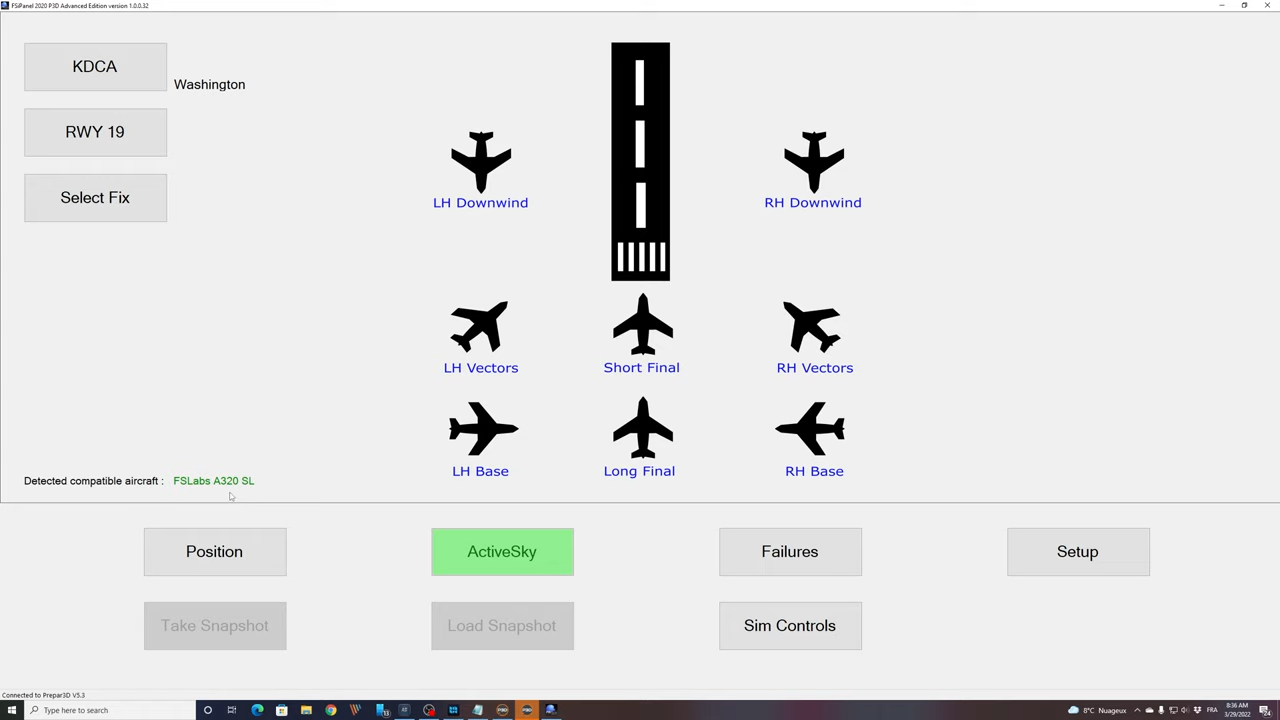 FSiPanel 2020 P3D Advanced Edition version 1.0.0.32
KDCA
Washington
RWY 19
Select Fix
LH Downwind
RH Downwind
LH Vectors
Short Final
RH Vectors
LH Base
Long Final
RH Base
Detected compatible aircraft : FSLabs A320 SL
Position
ActiveSky
Failures
Setup
Take Snapshot
Load Snapshot
Sim Controls
Connected to Prepar3D V5.3
Type here to search
13
8°C Nuageux
FR
8:36 AM
3/29/2022